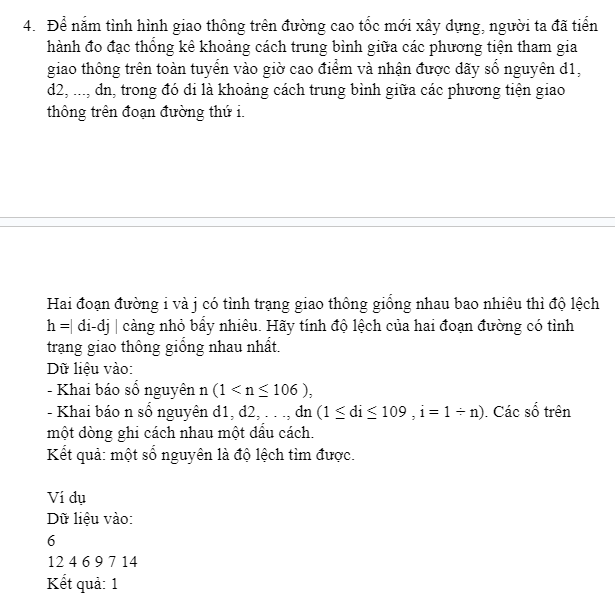 4. Để nắm tình hình giao thông trên đường cao tốc mới xây dựng, người ta đã tiến
hành đo đạc thống kê khoảng cách trung bình giữa các phương tiện tham gia
giao thông trên toàn tuyến vào giờ cao điểm và nhận được dãy số nguyên d1,
d2, ..., dn, trong đó di là khoảng cách trung bình giữa các phương tiện giao
thông trên đoạn đường thứ i.
Hai đoạn đường i và j có tình trạng giao thông giống nhau bao nhiêu thì độ lệch
h =| di-dj | càng nhỏ bấy nhiêu. Hãy tính độ lệch của hai đoạn đường có tình
trạng giao thông giống nhau nhất.
Dữ liệu vào:
- Khai báo số nguyên n (1 < n ≤ 106 ),
- Khai báo n số nguyên d1, d2, . . ., dn (1 ≤ di ≤ 109 , i = 1 ÷ n). Các số trên
một dòng ghi cách nhau một dấu cách.
Kết quả: một số nguyên là độ lệch tìm được.
Ví dụ
Dữ liệu vào:
6
12 4 6 9 7 14
Kết quả: 1